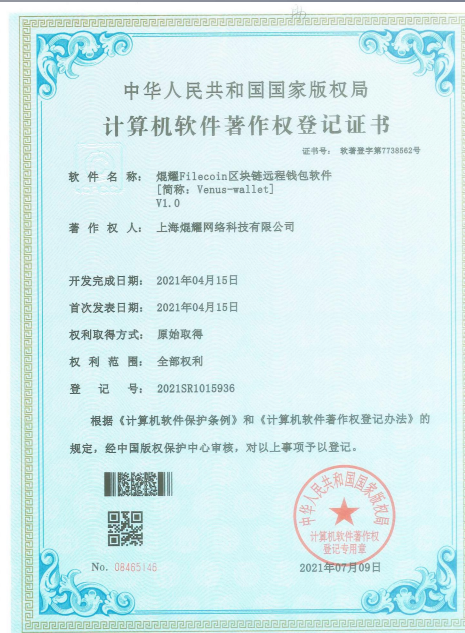 中华人民共和国国家版权局
计算机软件著作权登记证书
证书号： 软著登字第7738562号
软件名称： 焜耀Filecoin区块链远程钱包软件
[简称：Venus-wallet]
V1.0
著作权人： 上海焜耀网络科技有限公司
开发完成日期： 2021年04月15日
首次发表日期： 2021年04月15日
权利取得方式： 原始取得
权利范围： 全部权利
登记号： 2021SR1015936
根据《计算机软件保护条例》和《计算机软件著作权登记办法》的
规定，经中国版权保护中心审核，对以上事项予以登记。
中华人民共和国国家版权局
计算机软件著作权
登记专用章
No. 08465146
2021年07月09日